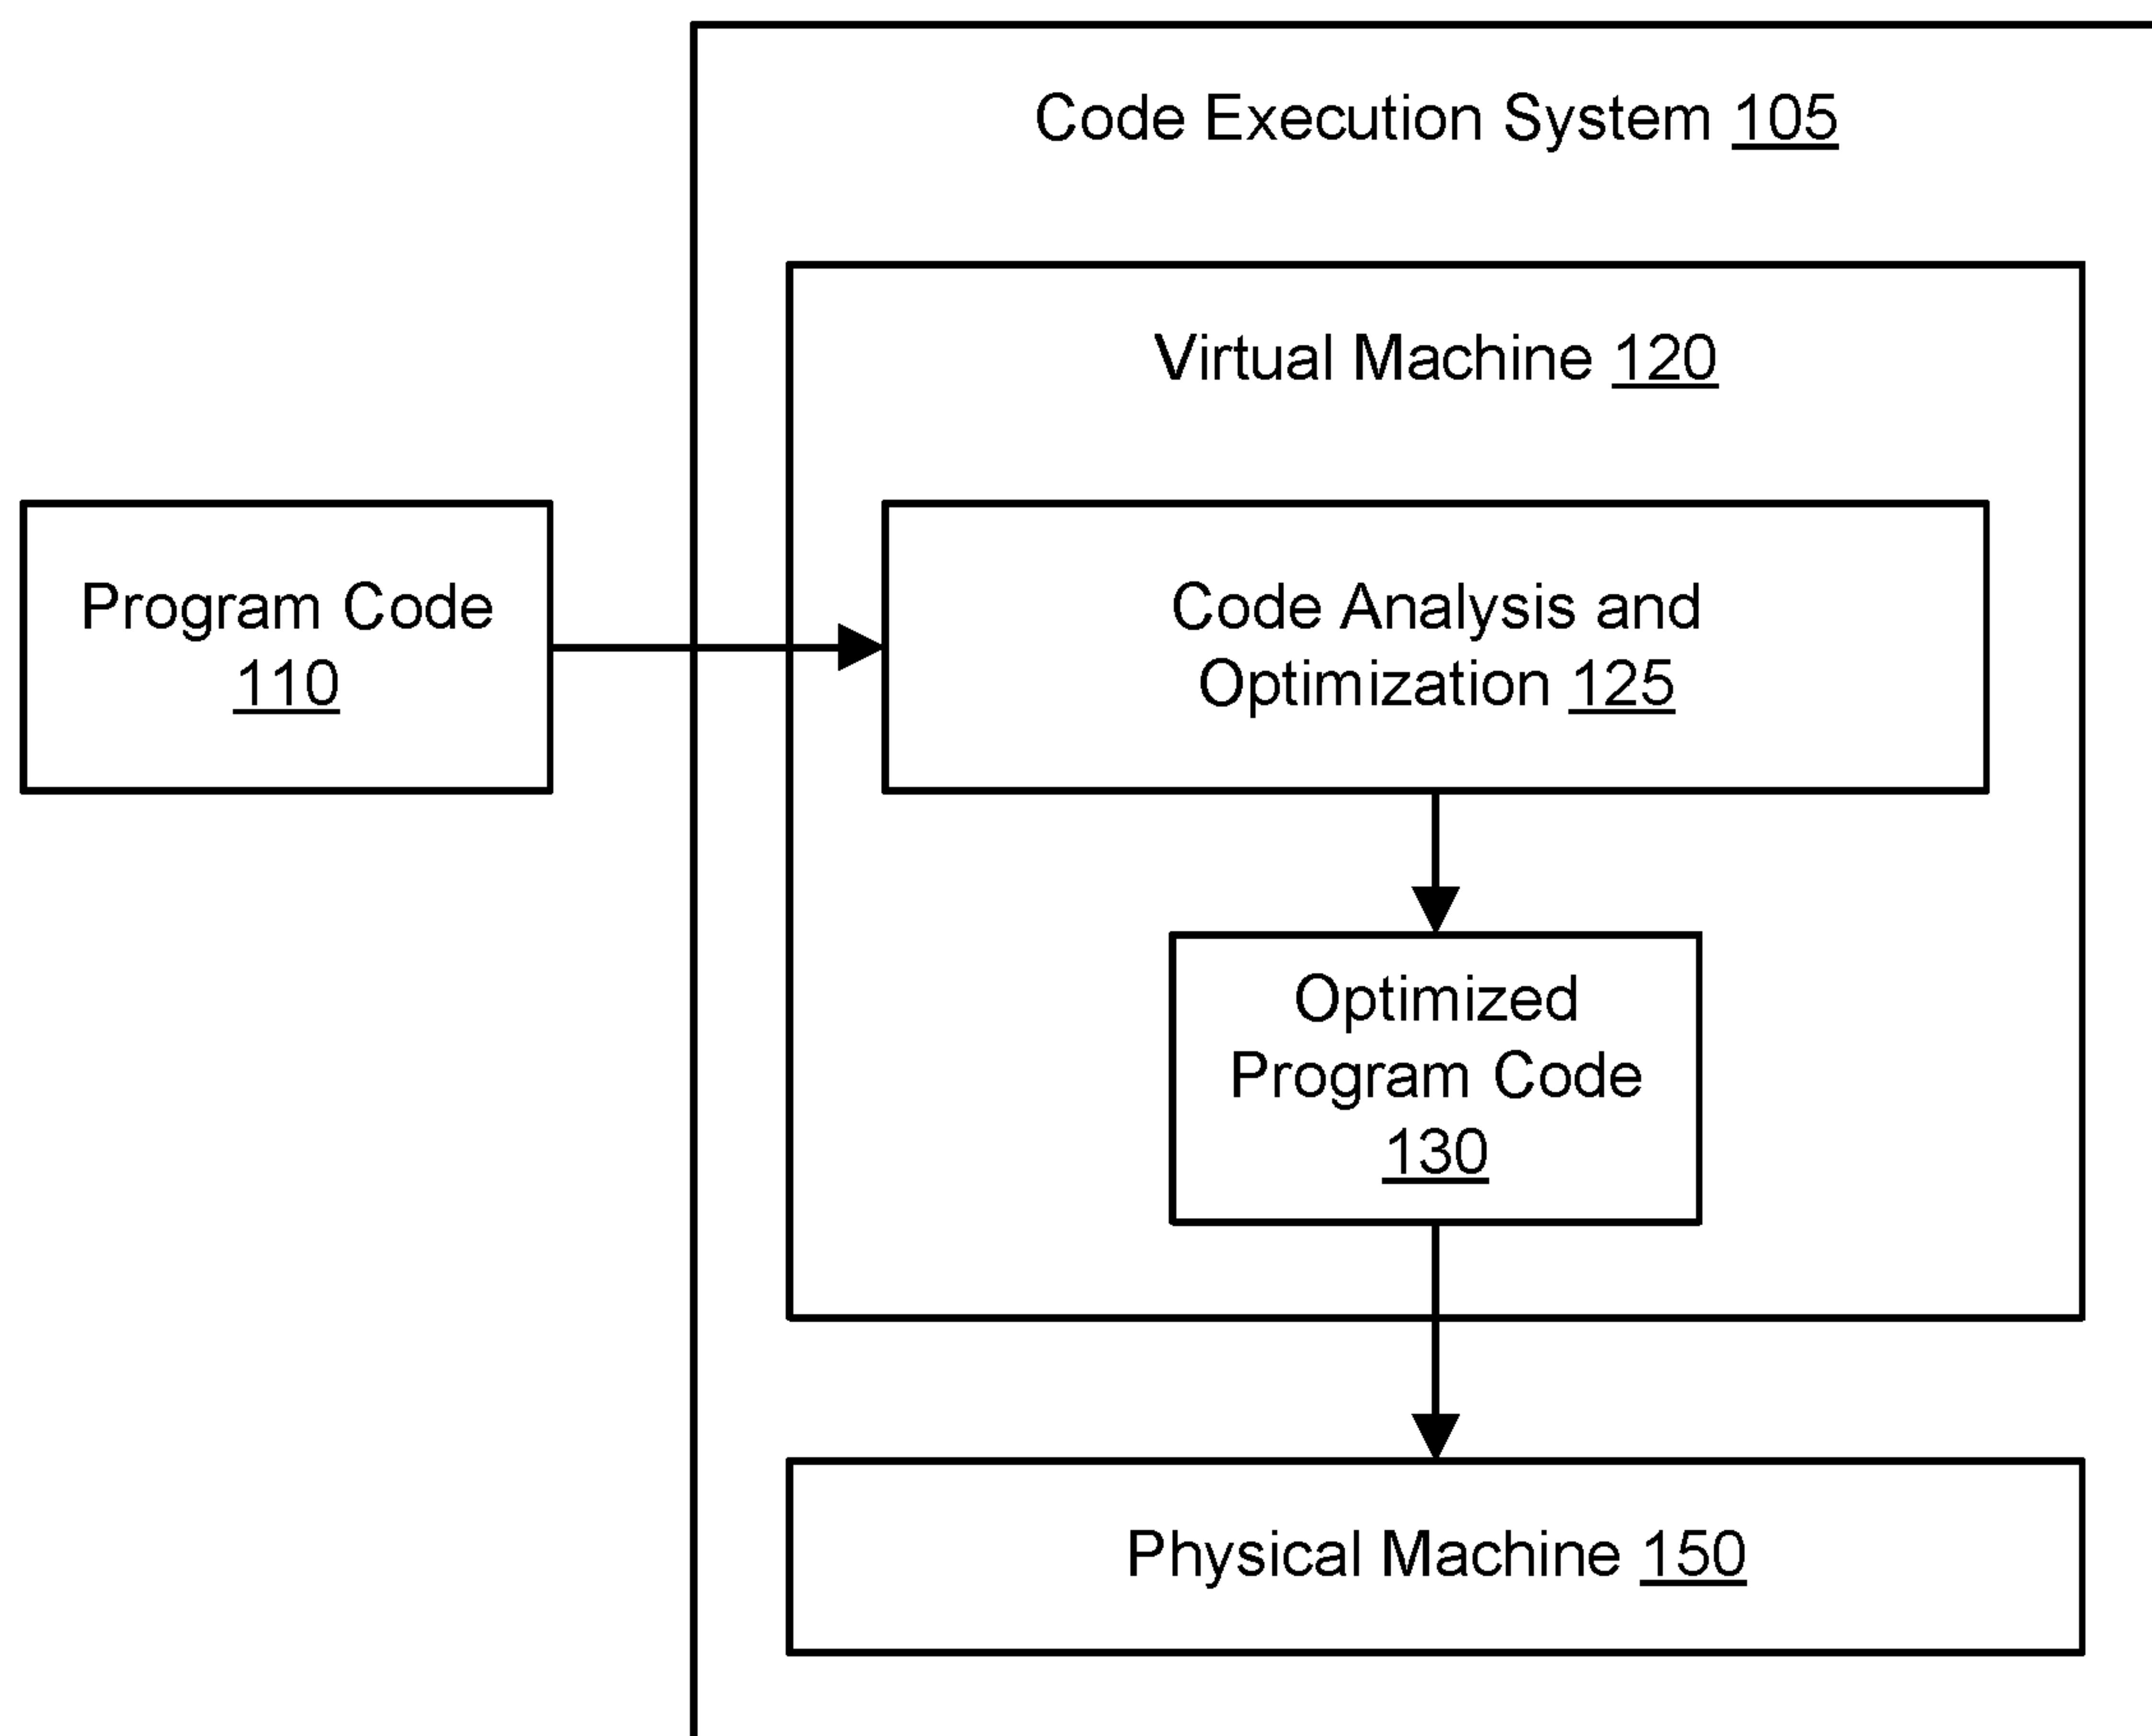 Code Execution System 105
Virtual Machine 120
Program Code
110
Code Analysis and
Optimization 125
Optimized
Program Code
130
Physical Machine 150